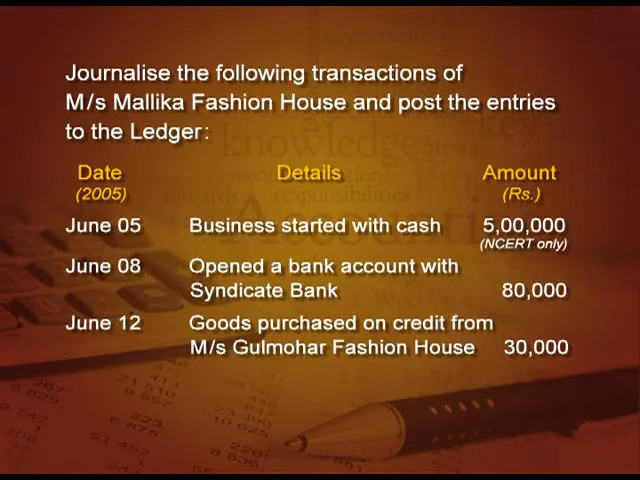 Journalise the following transactions of
M/s Mallika Fashion House and post the entries
to the Ledger:
Date Details Amount
(2005) (Rs.)
June 05 Business started with cash 5,00,000
(NCERT only)
June 08 Opened a bank account with
Syndicate Bank 80,000
June 12 Goods purchased on credit from
M/s Gulmohar Fashion House 30,000